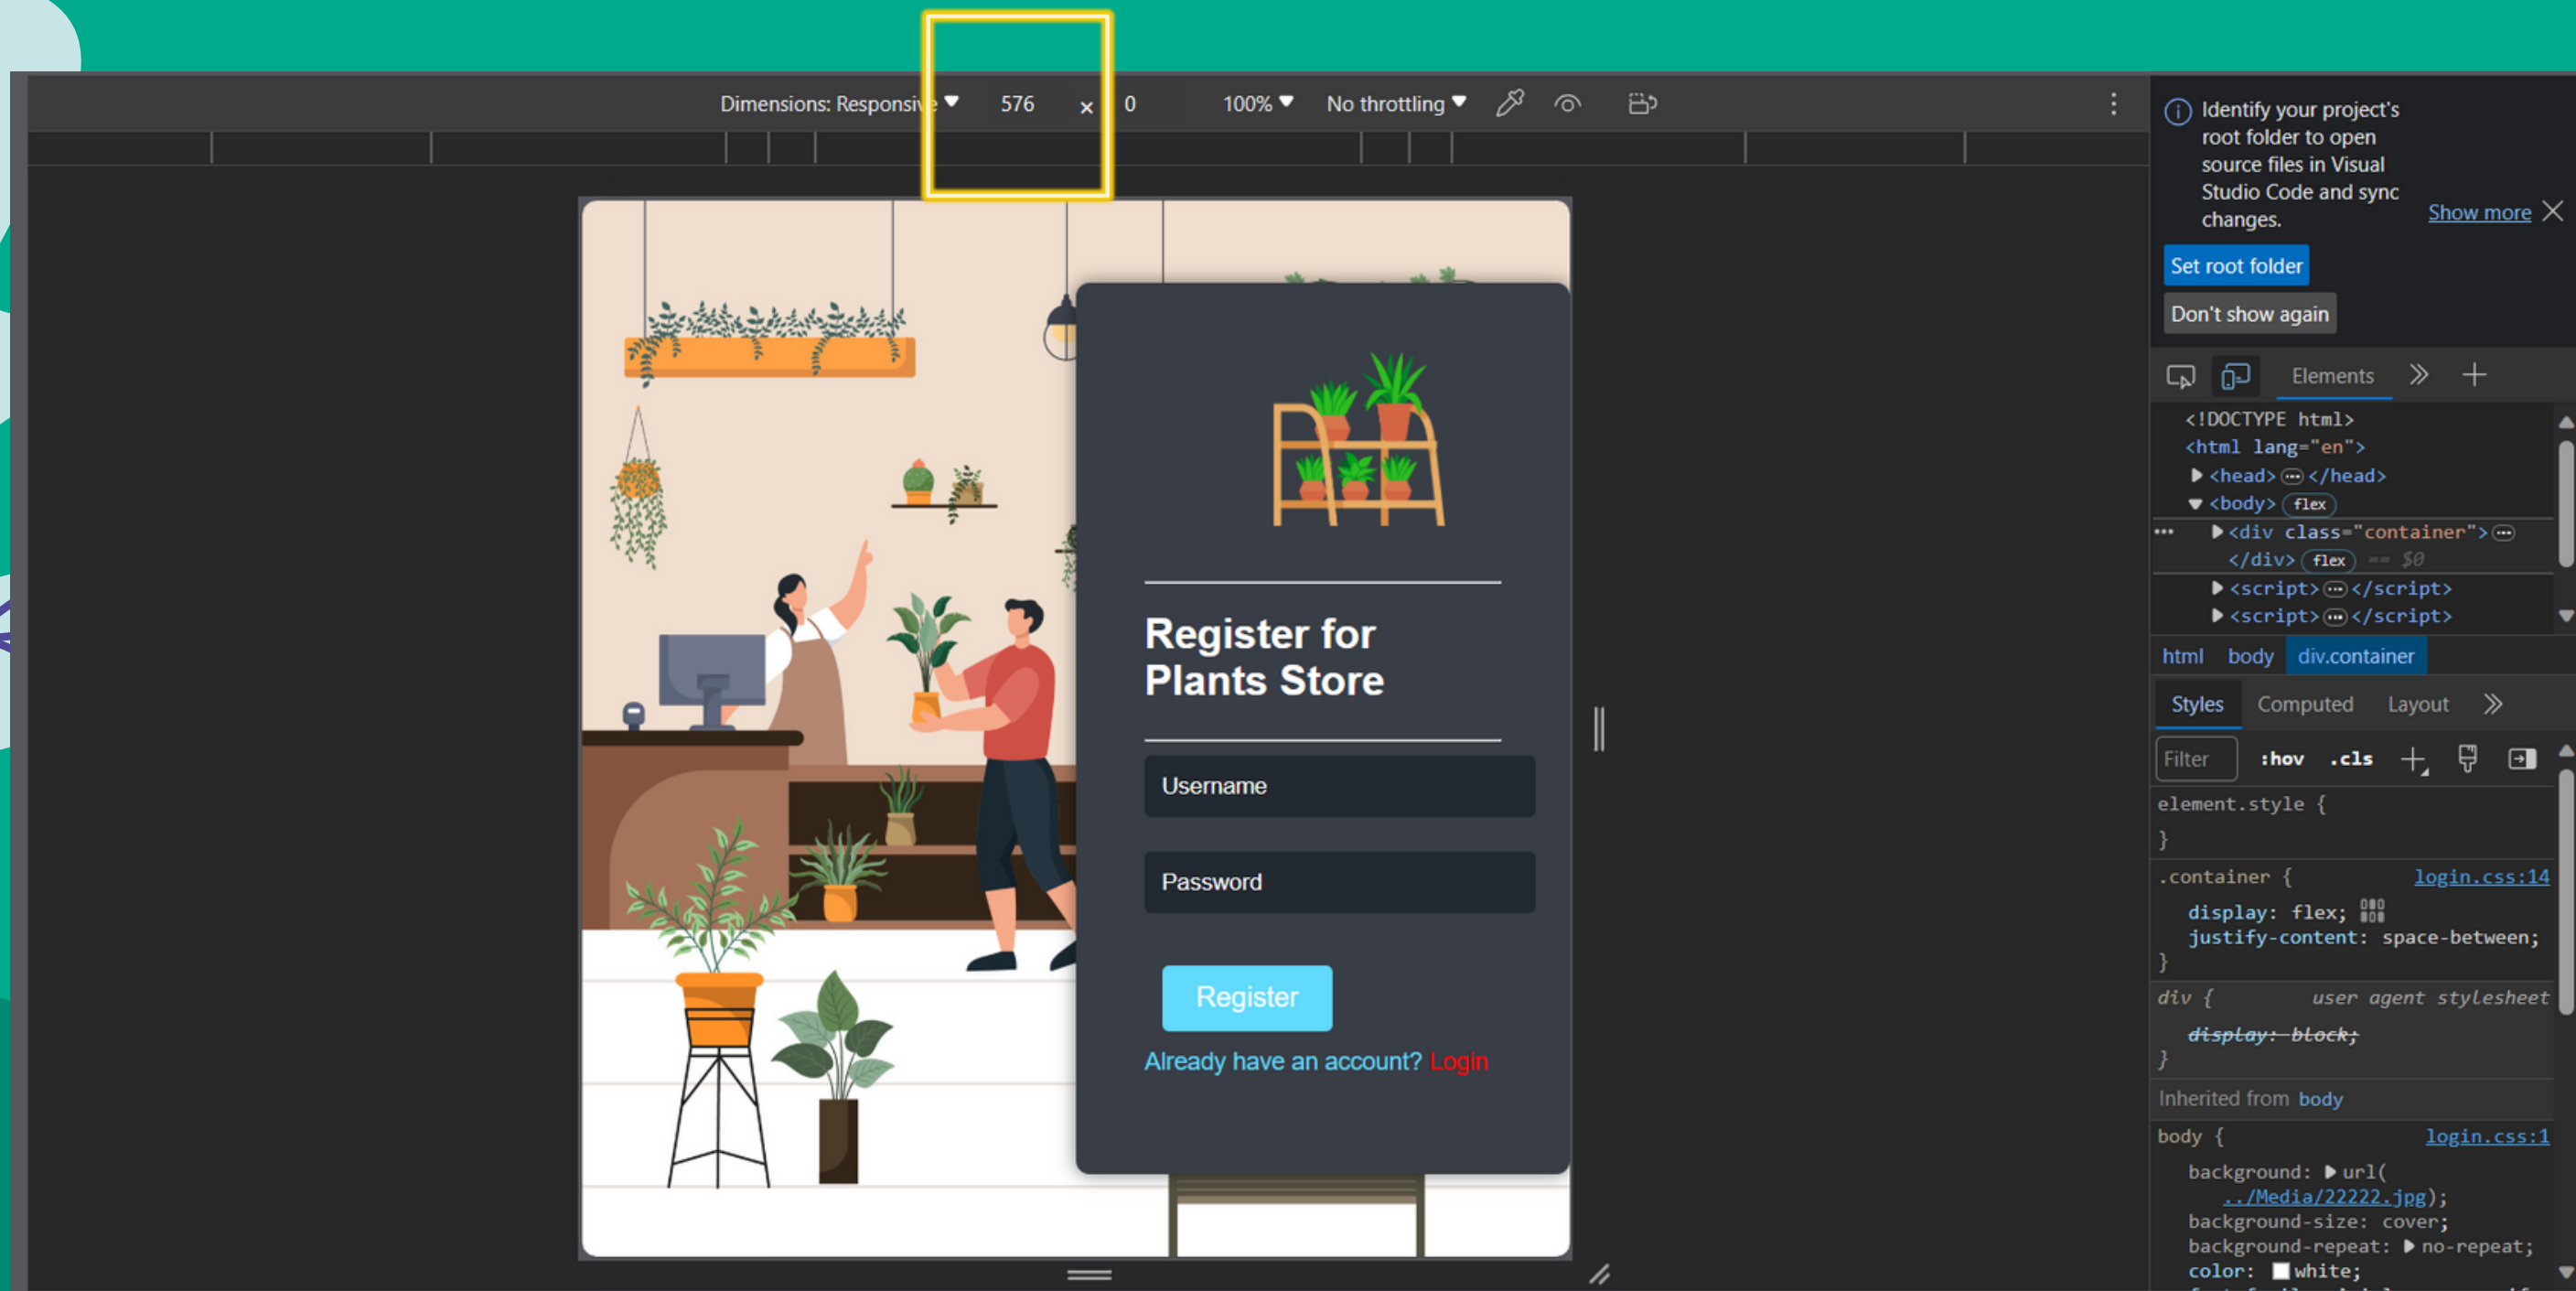 Dimensions: Responsive 576 × 0 100% No throttling
Identify your project's
root folder to open
source files in Visual
Studio Code and sync
changes.
Show more
Set root folder
Don't show again
Elements
<!DOCTYPE html>
<html lang="en">
<head> </head>
<body> flex
<div class="container">
</div> flex == $0
<script> </script>
<script> </script>
html body div.container
Styles Computed Layout
Filter :hov .cls
element.style {
}
.container { login.css:14
display: flex;
justify-content: space-between;
}
div { user agent stylesheet
display: block;
}
Inherited from body
body { login.css:1
background: url(
../Media/22222.jpg);
background-size: cover;
background-repeat: no-repeat;
color: white;
Register for
Plants Store
Username
Password
Register
Already have an account? Login